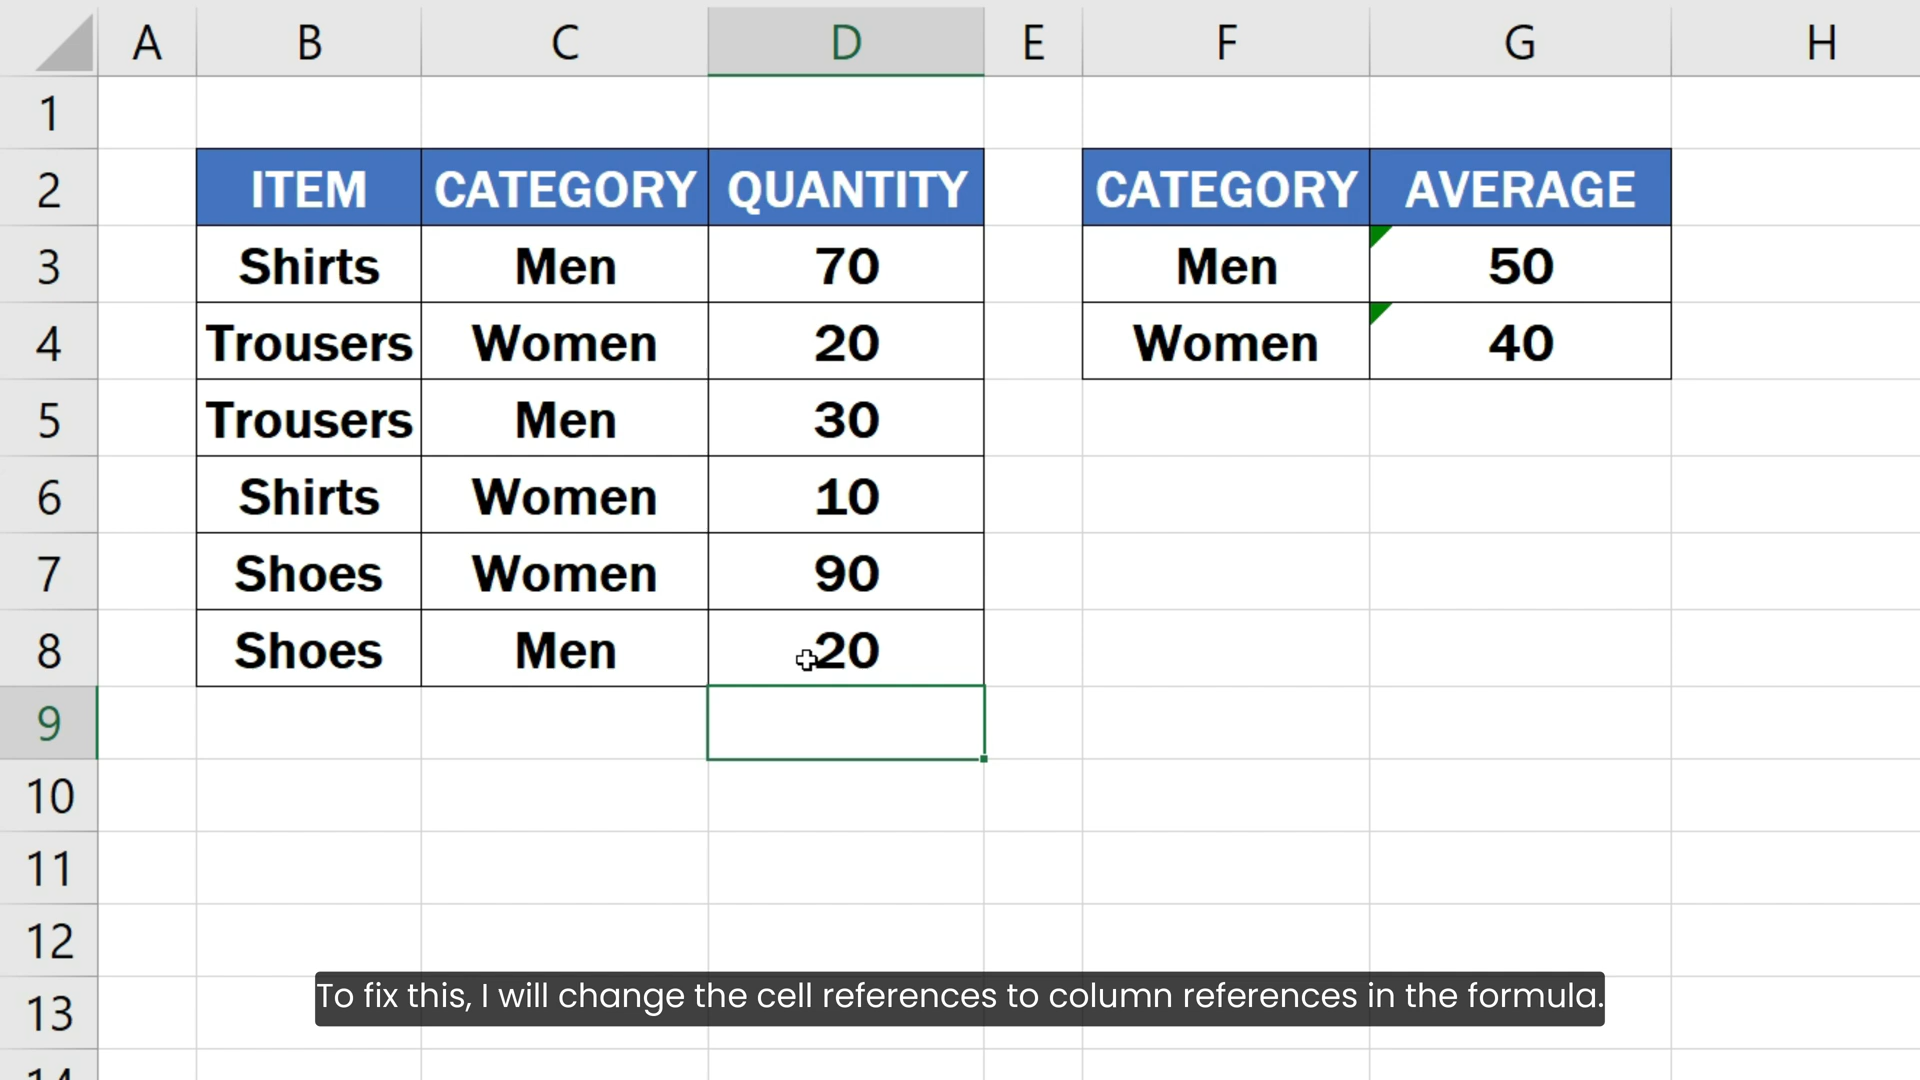 A B C D E F G H
1
2 ITEM CATEGORY QUANTITY CATEGORY AVERAGE
3 Shirts Men 70 Men 50
4 Trousers Women 20 Women 40
5 Trousers Men 30
6 Shirts Women 10
7 Shoes Women 90
8 Shoes Men 20
9
10
11
12
13
To fix this, I will change the cell references to column references in the formula.
14